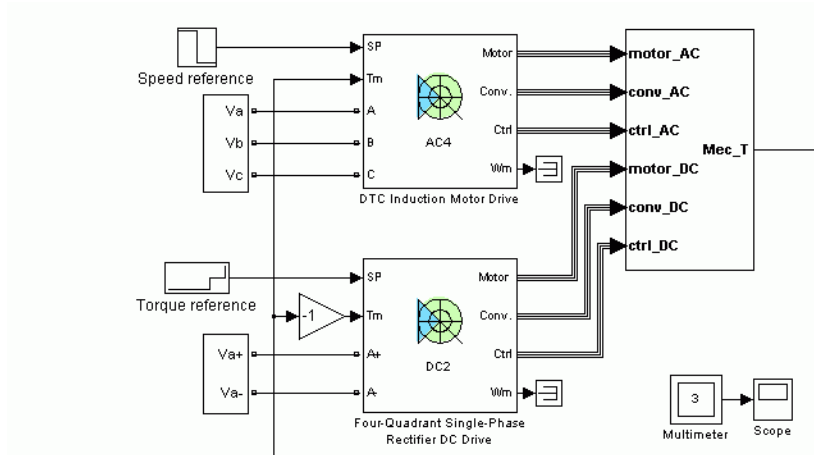 Speed reference
Va
Vb
Vc
SP
Tm
A
B
C
AC4
Motor
Conv.
Ctrl
Wm
DTC Induction Motor Drive
motor_AC
conv_AC
ctrl_AC
motor_DC
conv_DC
ctrl_DC
Mec_T
Torque reference
-1
Va+
Va-
SP
Tm
A+
A-
DC2
Motor
Conv.
Ctrl
Wm
Four-Quadrant Single-Phase
Rectifier DC Drive
3
Multimeter
Scope